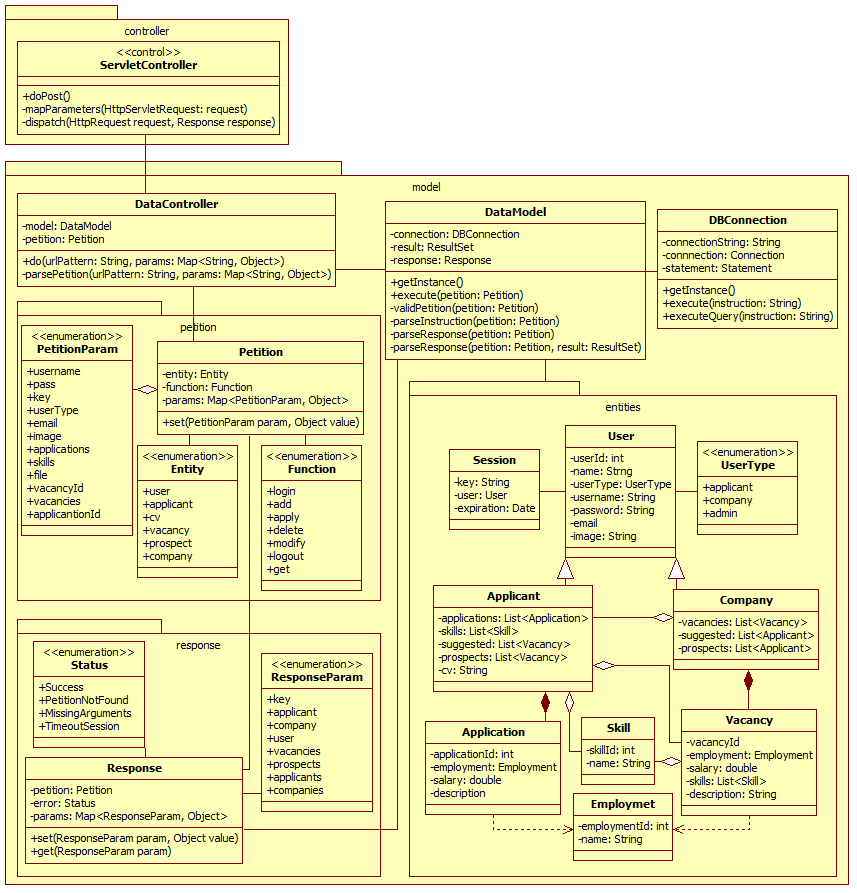 controller
<<control>>
ServletController
+doPost()
-mapParameters(HttpServletRequest: request)
-dispatch(HttpRequest request, Response response)
model
DataController
-model: DataModel
-petition: Petition
+do(urlPattern: String, params: Map<String, Object>)
-parsePetition(urlPattern: String, params: Map<String, Object>)
DataModel
-connection: DBConnection
-result: ResultSet
-response: Response
+getInstance()
+execute(petition: Petition)
-validPetition(petition: Petition)
-parseInstruction(petition: Petition)
-parseResponse(petition: Petition)
-parseResponse(petition: Petition, result: ResultSet)
DBConnection
-connectionString: String
-connnection: Connection
-statement: Statement
+getInstance()
+execute(instruction: String)
+executeQuery(instruction: String)
petition
<<enumeration>>
PetitionParam
+username
+pass
+key
+userType
+email
+image
+applications
+skills
+file
+vacancyId
+vacancies
+applicantionId
Petition
-entity: Entity
-function: Function
-params: Map<PetitionParam, Object>
+set(PetitionParam param, Object value)
<<enumeration>>
Entity
+user
+applicant
+cv
+vacancy
+prospect
+company
<<enumeration>>
Function
+login
+add
+apply
+delete
+modify
+logout
+get
entities
Session
-key: String
-user: User
-expiration: Date
User
-userId: int
-name: Strng
-userType: UserType
-username: String
-password: String
-email
-image: String
<<enumeration>>
UserType
+applicant
+company
+admin
Applicant
-applications: List<Application>
-skills: List<Skill>
-suggested: List<Vacancy>
-prospects: List<Vacancy>
-cv: String
Company
-vacancies: List<Vacancy>
-suggested: List<Applicant>
-prospects: List<Applicant>
Application
-applicationId: int
-employment: Employment
-salary: double
-description
Skill
-skillId: int
-name: String
Vacancy
-vacancyId
-employment: Employment
-salary: double
-skills: List<Skill>
-description: String
Employmet
-employmentId: int
-name: String
response
<<enumeration>>
Status
+Success
+PetitionNotFound
+MissingArguments
+TimeoutSession
<<enumeration>>
ResponseParam
+key
+applicant
+company
+user
+vacancies
+prospects
+applicants
+companies
Response
-petition: Petition
-error: Status
-params: Map<ResponseParam, Object>
+set(ResponseParam param, Object value)
+get(ResponseParam param)